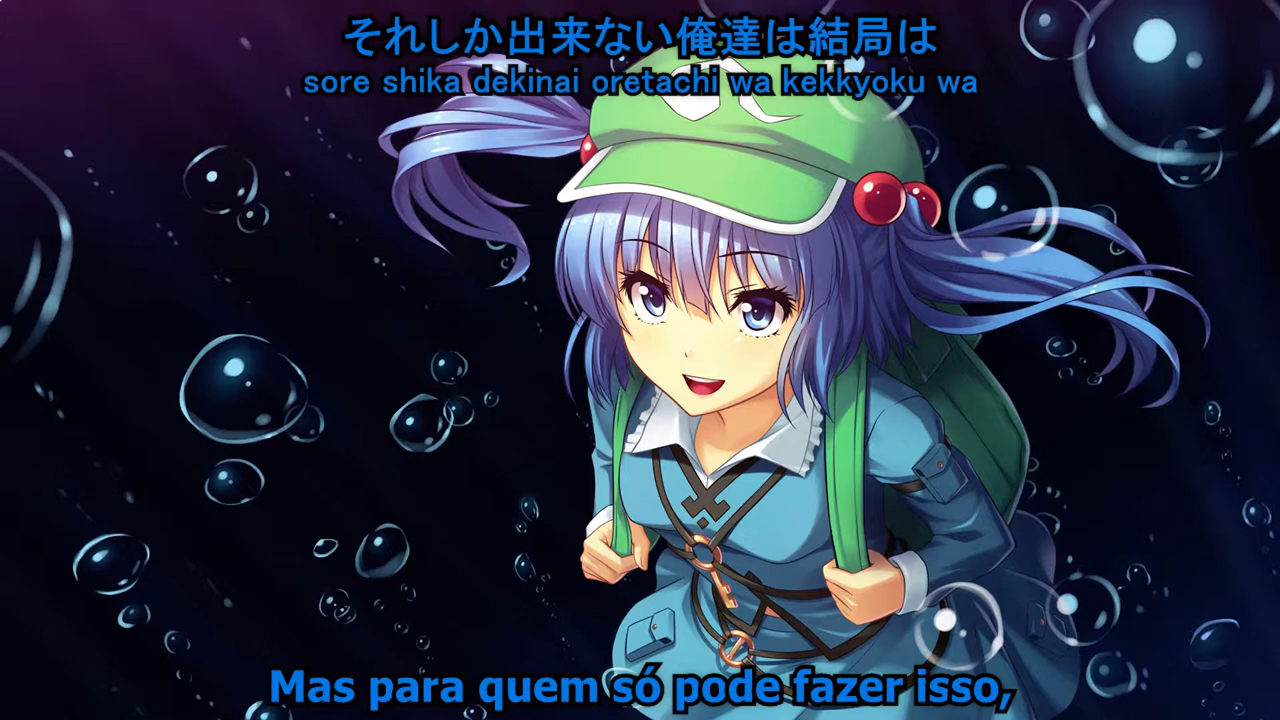 それしか出来ない俺達は結局は
sore shika dekinai oretachi wa kekkyoku wa
Mas para quem só pode fazer isso,